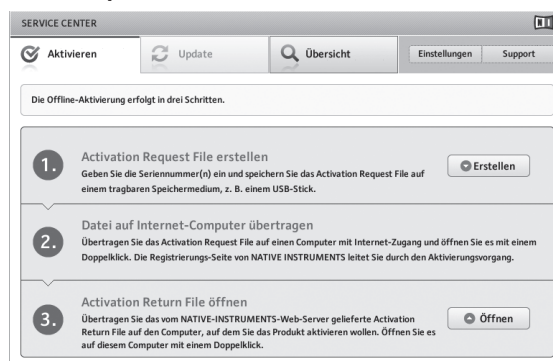 SERVICE CENTER
Aktivieren
Update
Übersicht
Einstellungen
Support
Die Offline-Aktivierung erfolgt in drei Schritten.
1.
Activation Request File erstellen
Geben Sie die Seriennummer(n) ein und speichern Sie das Activation Request File auf
einem tragbaren Speichermedium, z. B. einem USB-Stick.
Erstellen
2.
Datei auf Internet-Computer übertragen
Übertragen Sie das Activation Request File auf einen Computer mit Internet-Zugang und öffnen Sie es mit einem
Doppelklick. Die Registrierungs-Seite von NATIVE INSTRUMENTS leitet Sie durch den Aktivierungsvorgang.
3.
Activation Return File öffnen
Übertragen Sie das vom NATIVE-INSTRUMENTS-Web-Server gelieferte Activation
Return File auf den Computer, auf dem Sie das Produkt aktivieren wollen. Öffnen Sie es
auf diesem Computer mit einem Doppelklick.
Öffnen